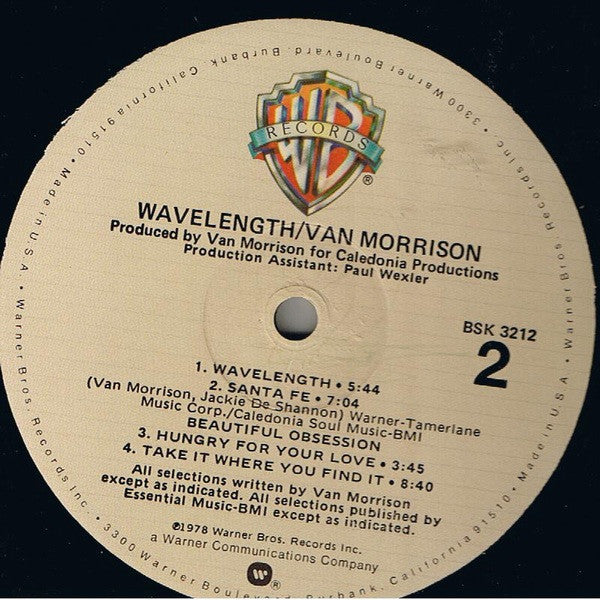 WB
RECORDS
®
WAVELENGTH/VAN MORRISON
Produced by Van Morrison for Caledonia Productions
Production Assistant: Paul Wexler
BSK 3212
2
1. WAVELENGTH • 5:44
2. SANTA FE • 7:04
(Van Morrison, Jackie De Shannon) Warner-Tamerlane
Music Corp./Caledonia Soul Music-BMI
BEAUTIFUL OBSESSION
3. HUNGRY FOR YOUR LOVE • 3:45
4. TAKE IT WHERE YOU FIND IT • 8:40
All selections written by Van Morrison
except as indicated. All selections published by
Essential Music-BMI except as indicated.
℗1978 Warner Bros. Records Inc.
a Warner Communications Company
®
Warner Bros. Records Inc. • 3300 Warner Boulevard, Burbank, California 91510 • Made in U.S.A. •
Warner Bros. Records Inc. • 3300 Warner Boulevard, Burbank, California 91510 • Made in U.S.A. •